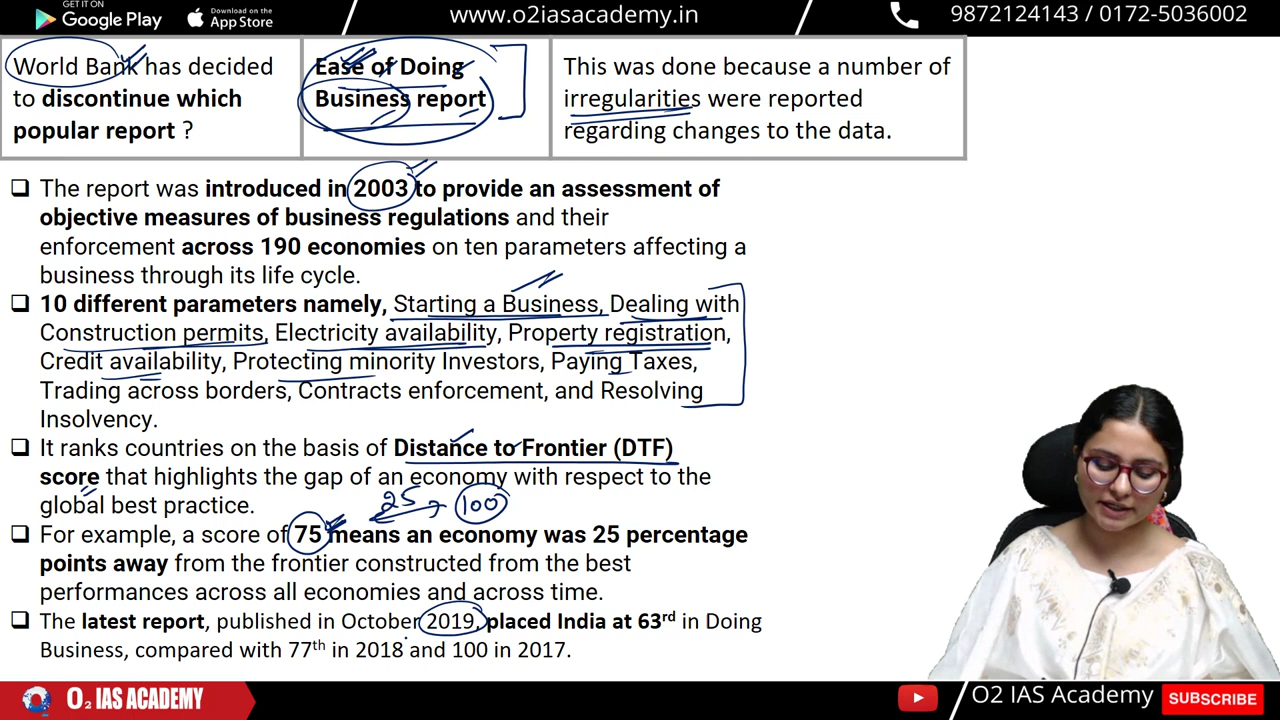 GET IT ON
Google Play
Download on the
App Store
www.o2iasacademy.in
9872124143 / 0172-5036002
World Bank has decided
to discontinue which
popular report ?
Ease of Doing
Business report
This was done because a number of
irregularities were reported
regarding changes to the data.
❑ The report was introduced in 2003 to provide an assessment of
objective measures of business regulations and their
enforcement across 190 economies on ten parameters affecting a
business through its life cycle.
❑ 10 different parameters namely, Starting a Business, Dealing with
Construction permits, Electricity availability, Property registration,
Credit availability, Protecting minority Investors, Paying Taxes,
Trading across borders, Contracts enforcement, and Resolving
Insolvency.
❑ It ranks countries on the basis of Distance to Frontier (DTF)
score that highlights the gap of an economy with respect to the
global best practice.
25 100
❑ For example, a score of 75 means an economy was 25 percentage
points away from the frontier constructed from the best
performances across all economies and across time.
❑ The latest report, published in October 2019, placed India at 63rd in Doing
Business, compared with 77th in 2018 and 100 in 2017.
O2 IAS ACADEMY
O2 IAS Academy
SUBSCRIBE